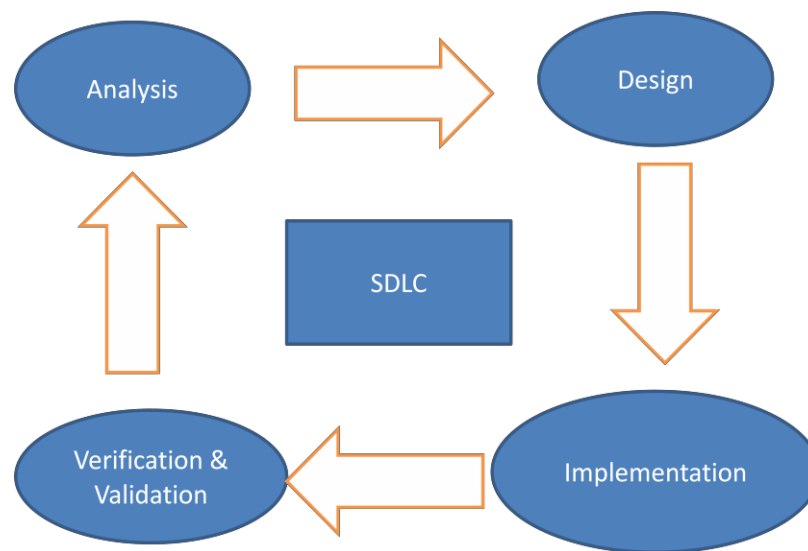 Analysis
Design
SDLC
Verification &
Validation
Implementation